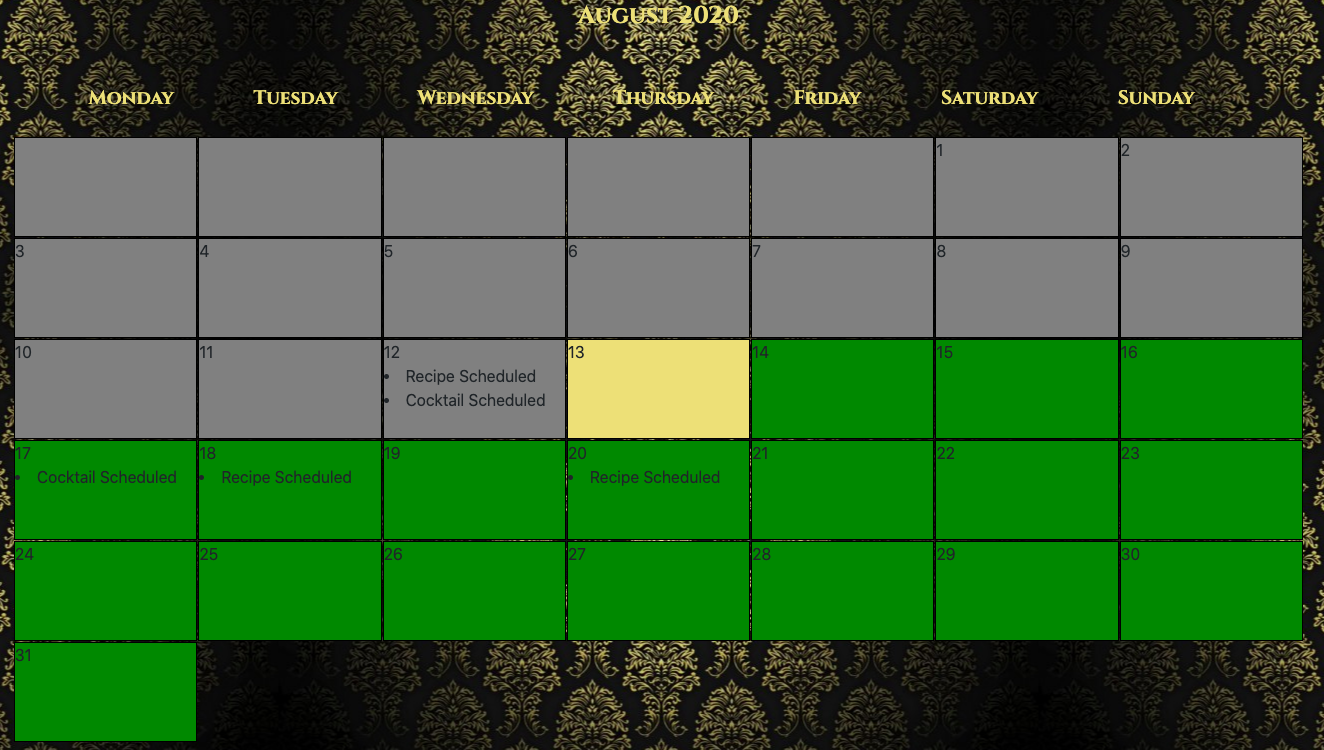 August 2020
Monday Tuesday Wednesday Thursday Friday Saturday Sunday
1 2
3 4 5 6 7 8 9
10 11 12 13 14 15 16
• Recipe Scheduled
• Cocktail Scheduled
17 18 19 20 21 22 23
• Cocktail Scheduled • Recipe Scheduled • Recipe Scheduled
24 25 26 27 28 29 30
31